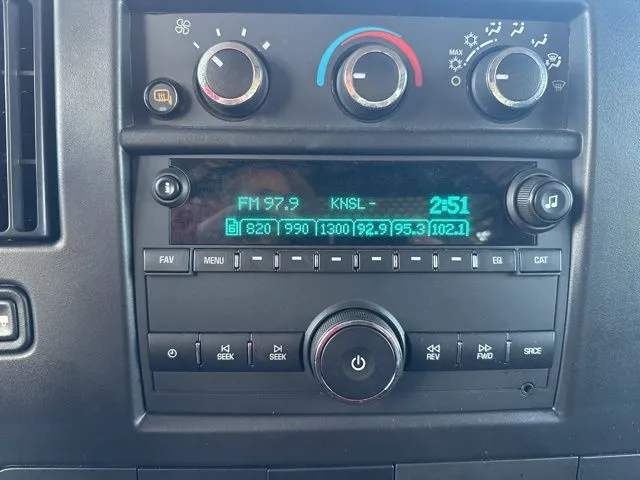 MAX
FM 97.9 KNSL- 2:51
820 990 1300 92.9 95.3 102.1
FAV MENU EQ CAT
SEEK SEEK REV FWD SRCE